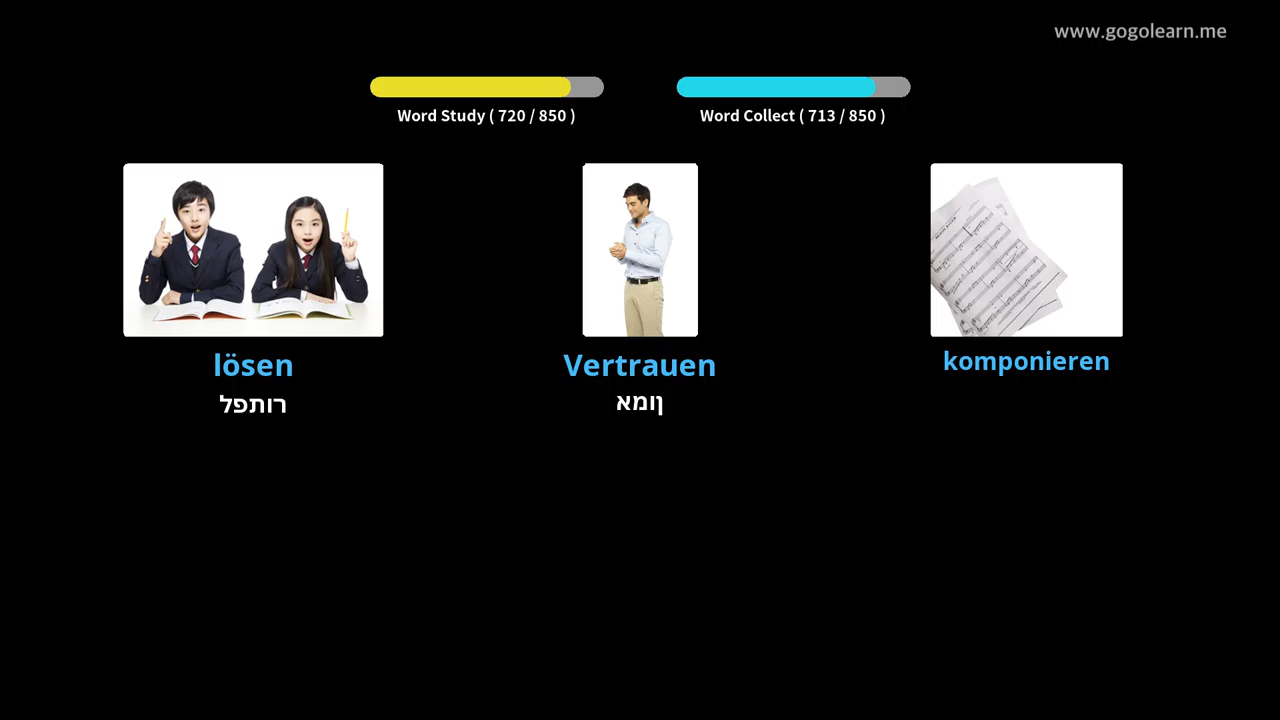 www.gogolearn.me
Word Study ( 720 / 850 )
Word Collect ( 713 / 850 )
lösen
Vertrauen
komponieren
לפתור
אמון